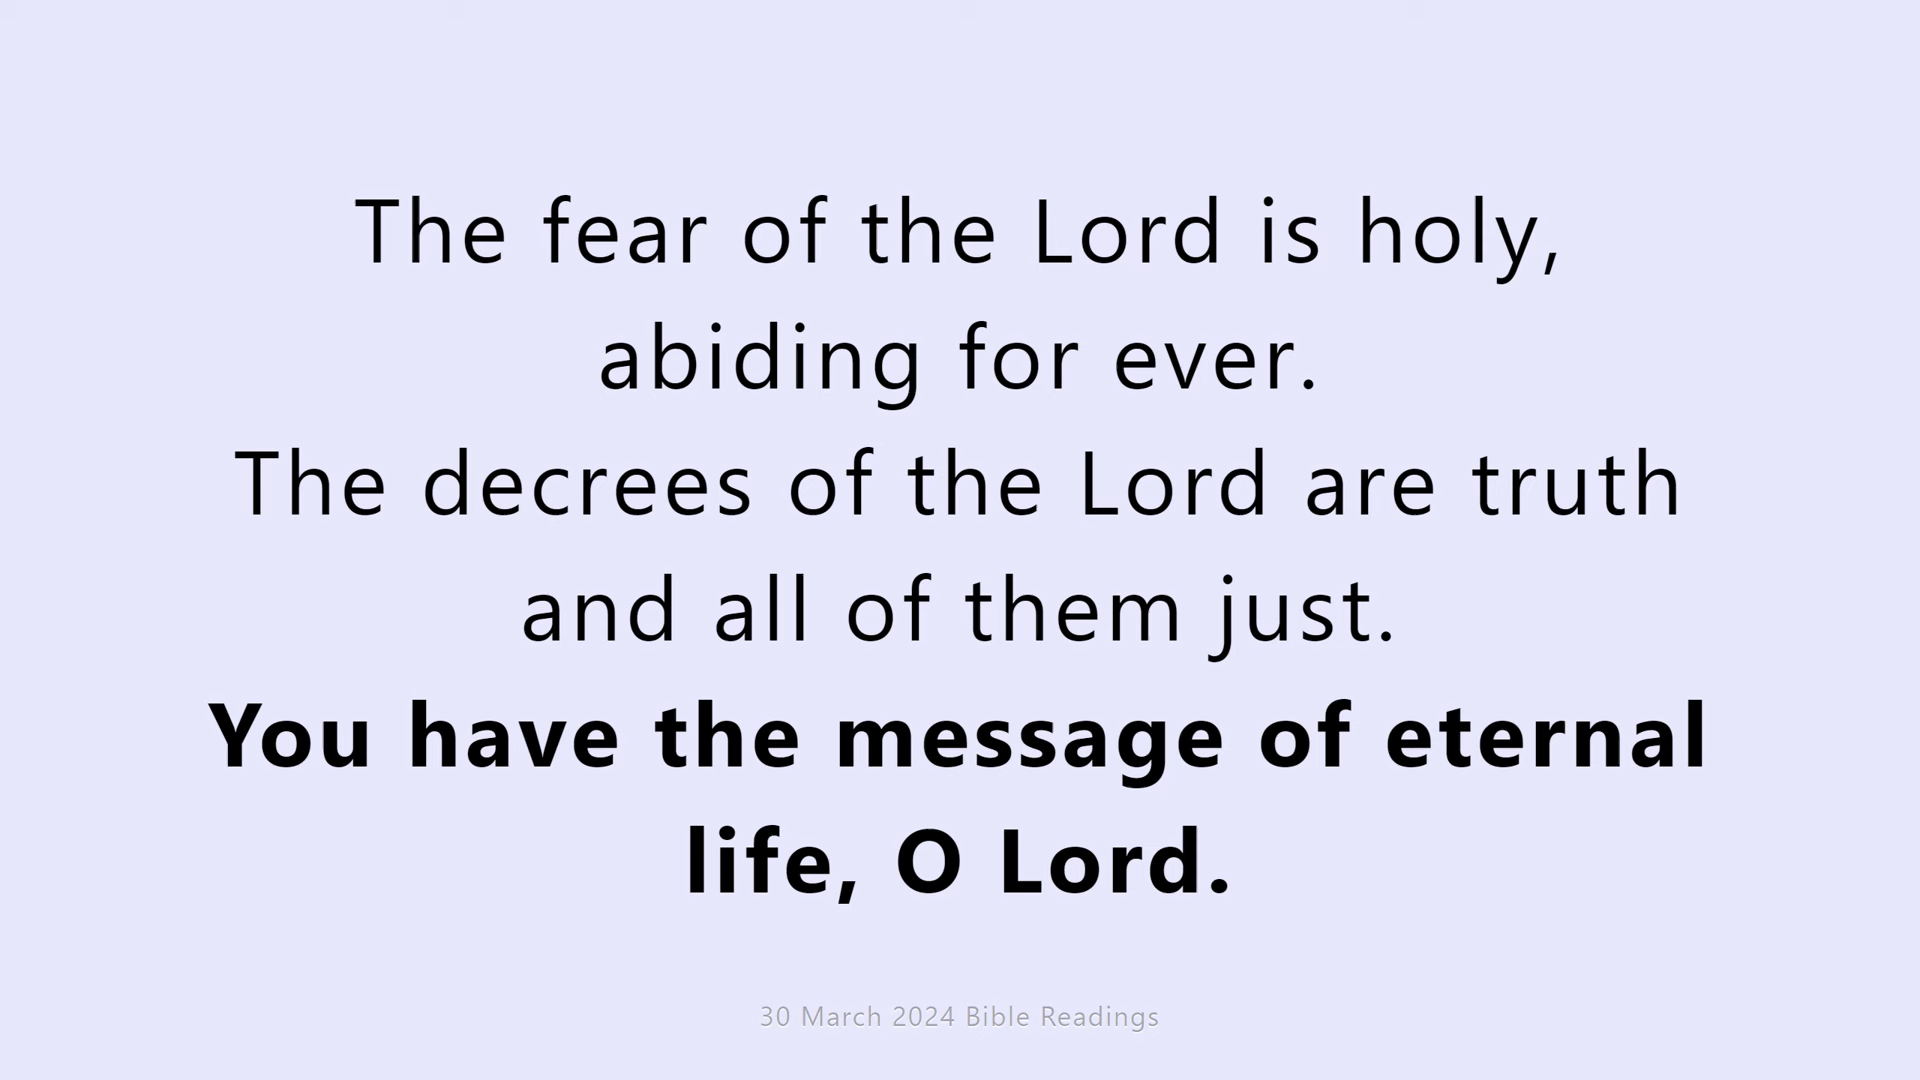 The fear of the Lord is holy,
abiding for ever.
The decrees of the Lord are truth
and all of them just.
You have the message of eternal
life, O Lord.
30 March 2024 Bible Readings